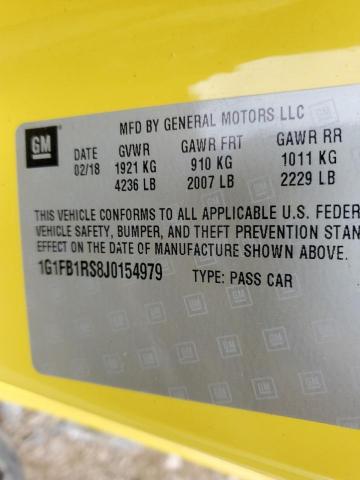 GM
MFD BY GENERAL MOTORS LLC
DATE GVWR GAWR FRT GAWR RR
02/18 1921 KG 910 KG 1011 KG
4236 LB 2007 LB 2229 LB
THIS VEHICLE CONFORMS TO ALL APPLICABLE U.S. FEDER
VEHICLE SAFETY, BUMPER, AND THEFT PREVENTION STAN
EFFECT ON THE DATE OF MANUFACTURE SHOWN ABOVE.
1G1FB1RS8J0154979 TYPE: PASS CAR